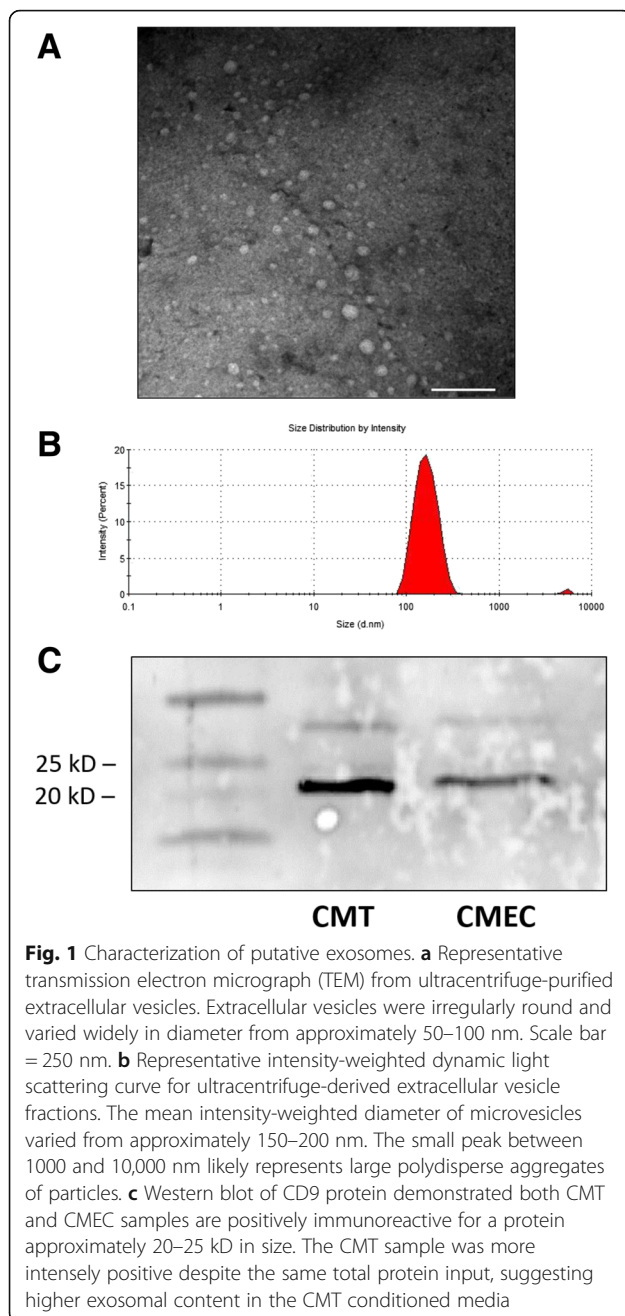 A
B
Size Distribution by Intensity
Intensity (Percent)
20
15
10
5
0
0.1 1 10 100 1000 10000
Size (d.nm)
C
25 kD –
20 kD –
CMT CMEC
Fig. 1 Characterization of putative exosomes. a Representative
transmission electron micrograph (TEM) from ultracentrifuge-purified
extracellular vesicles. Extracellular vesicles were irregularly round and
varied widely in diameter from approximately 50–100 nm. Scale bar
= 250 nm. b Representative intensity-weighted dynamic light
scattering curve for ultracentrifuge-derived extracellular vesicle
fractions. The mean intensity-weighted diameter of microvesicles
varied from approximately 150–200 nm. The small peak between
1000 and 10,000 nm likely represents large polydisperse aggregates
of particles. c Western blot of CD9 protein demonstrated both CMT
and CMEC samples are positively immunoreactive for a protein
approximately 20–25 kD in size. The CMT sample was more
intensely positive despite the same total protein input, suggesting
higher exosomal content in the CMT conditioned media